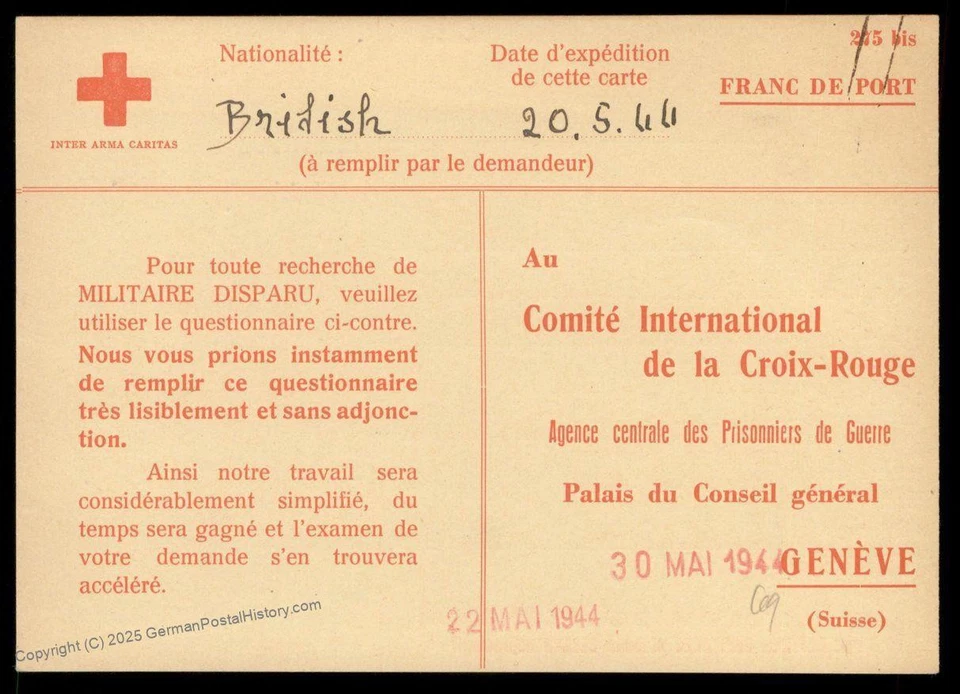 275 bis
Nationalité :
Date d'expédition
de cette carte
FRANC DE PORT
British
20.5.44
INTER ARMA CARITAS
(à remplir par le demandeur)
Pour toute recherche de
MILITAIRE DISPARU, veuillez
utiliser le questionnaire ci-contre.
Nous vous prions instamment
de remplir ce questionnaire
très lisiblement et sans adjonc-
tion.
Ainsi notre travail sera
considérablement simplifié, du
temps sera gagné et l'examen de
votre demande s'en trouvera
accéléré.
Au
Comité International
de la Croix-Rouge
Agence centrale des Prisonniers de Guerre
Palais du Conseil général
30 MAI 1944
GENÈVE
22 MAI 1944
(Suisse)
Copyright (C) 2025 GermanPostalHistory.com